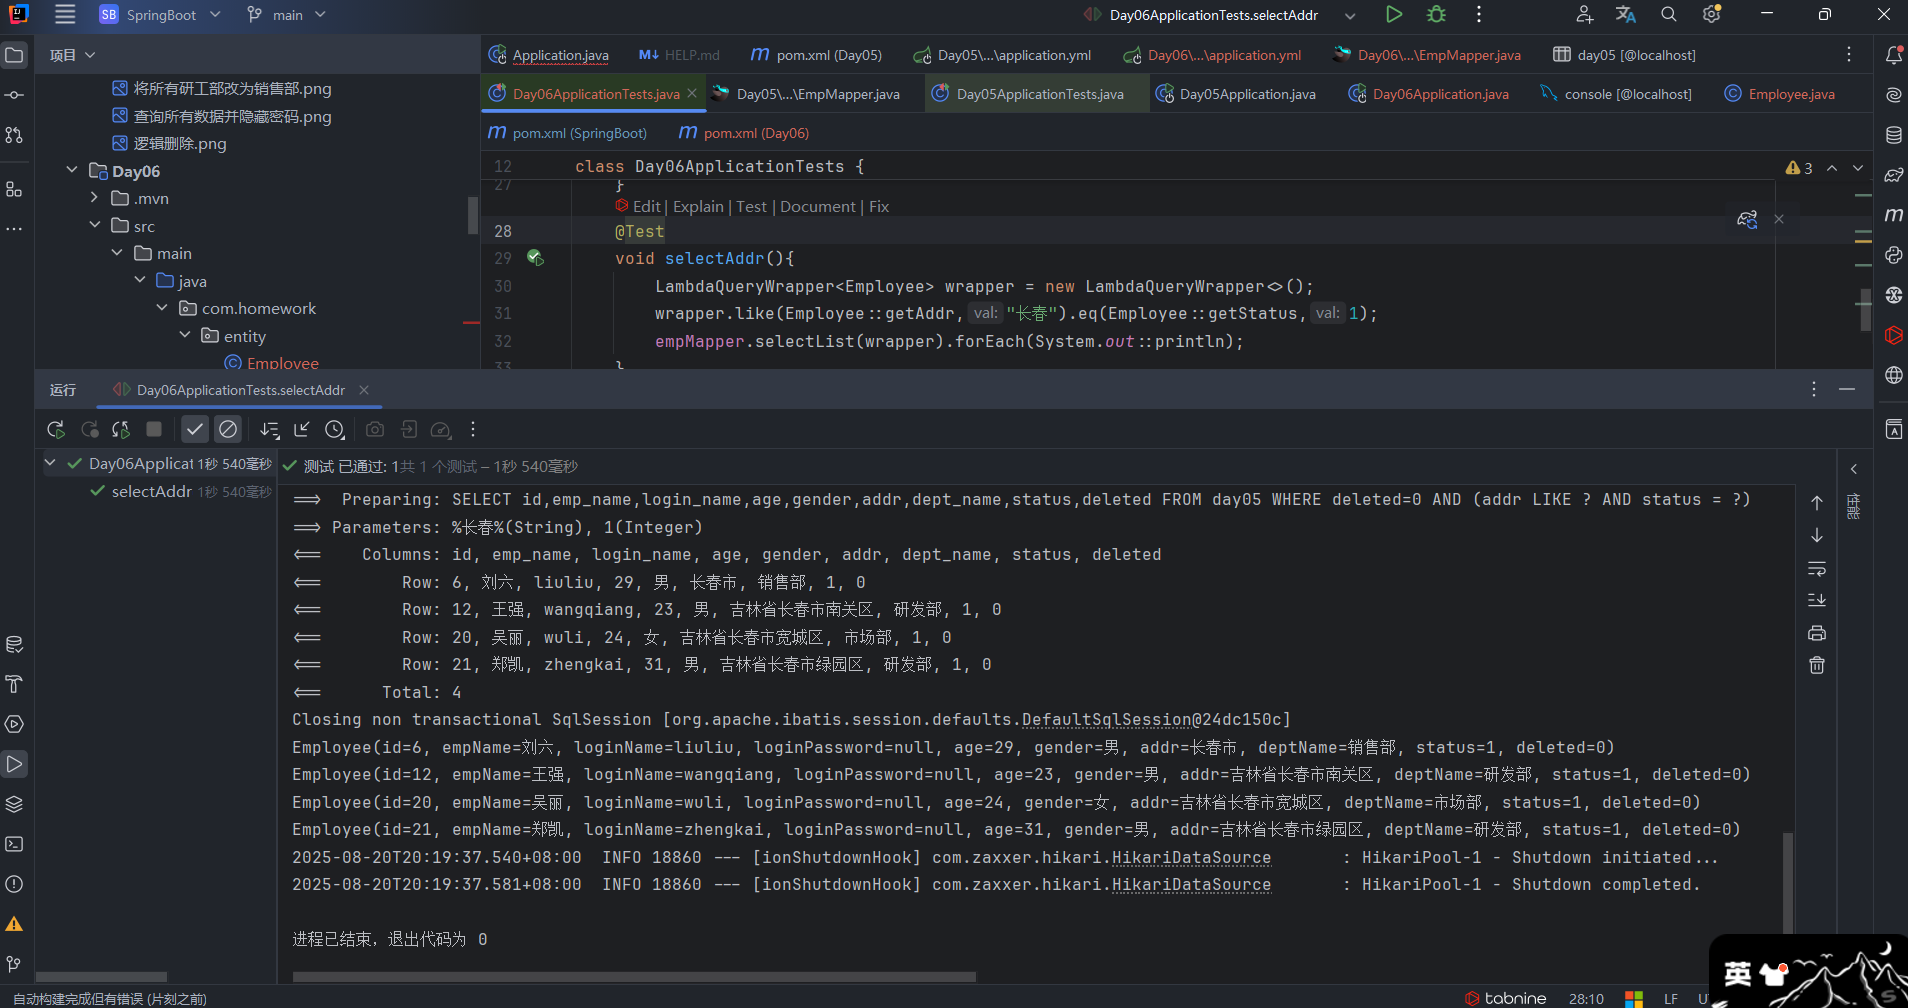 SB SpringBoot main Day06ApplicationTests.selectAddr
项目
Application.java HELP.md pom.xml (Day05) Day05\...\application.yml Day06\...\application.yml Day06\...\EmpMapper.java day05 [@localhost]
Day06ApplicationTests.java Day05\...\EmpMapper.java Day05ApplicationTests.java Day05Application.java Day06Application.java console [@localhost] Employee.java
pom.xml (SpringBoot) pom.xml (Day06)
将所有研工部改为销售部.png
查询所有数据并隐藏密码.png
逻辑删除.png
Day06
.mvn
src
main
java
com.homework
entity
Employee
12 class Day06ApplicationTests {
3
27 }
Edit | Explain | Test | Document | Fix
28 @Test
29 void selectAddr(){
30 LambdaQueryWrapper<Employee> wrapper = new LambdaQueryWrapper<>();
31 wrapper.like(Employee::getAddr, val: "长春").eq(Employee::getStatus, val: 1);
32 empMapper.selectList(wrapper).forEach(System.out::println);
33 }
运行 Day06ApplicationTests.selectAddr
Day06Applicat 1秒 540毫秒
selectAddr 1秒 540毫秒
测试 已通过: 1共 1 个测试 – 1秒 540毫秒
==> Preparing: SELECT id,emp_name,login_name,age,gender,addr,dept_name,status,deleted FROM day05 WHERE deleted=0 AND (addr LIKE ? AND status = ?)
==> Parameters: %长春%(String), 1(Integer)
<== Columns: id, emp_name, login_name, age, gender, addr, dept_name, status, deleted
<== Row: 6, 刘六, liuliu, 29, 男, 长春市, 销售部, 1, 0
<== Row: 12, 王强, wangqiang, 23, 男, 吉林省长春市南关区, 研发部, 1, 0
<== Row: 20, 吴丽, wuli, 24, 女, 吉林省长春市宽城区, 市场部, 1, 0
<== Row: 21, 郑凯, zhengkai, 31, 男, 吉林省长春市绿园区, 研发部, 1, 0
<== Total: 4
Closing non transactional SqlSession [org.apache.ibatis.session.defaults.DefaultSqlSession@24dc150c]
Employee(id=6, empName=刘六, loginName=liuliu, loginPassword=null, age=29, gender=男, addr=长春市, deptName=销售部, status=1, deleted=0)
Employee(id=12, empName=王强, loginName=wangqiang, loginPassword=null, age=23, gender=男, addr=吉林省长春市南关区, deptName=研发部, status=1, deleted=0)
Employee(id=20, empName=吴丽, loginName=wuli, loginPassword=null, age=24, gender=女, addr=吉林省长春市宽城区, deptName=市场部, status=1, deleted=0)
Employee(id=21, empName=郑凯, loginName=zhengkai, loginPassword=null, age=31, gender=男, addr=吉林省长春市绿园区, deptName=研发部, status=1, deleted=0)
2025-08-20T20:19:37.540+08:00 INFO 18860 --- [ionShutdownHook] com.zaxxer.hikari.HikariDataSource : HikariPool-1 - Shutdown initiated...
2025-08-20T20:19:37.581+08:00 INFO 18860 --- [ionShutdownHook] com.zaxxer.hikari.HikariDataSource : HikariPool-1 - Shutdown completed.
进程已结束，退出代码为 0
性能
英
自动构建完成但有错误 (片刻之前)
tabnine 28:10 LF